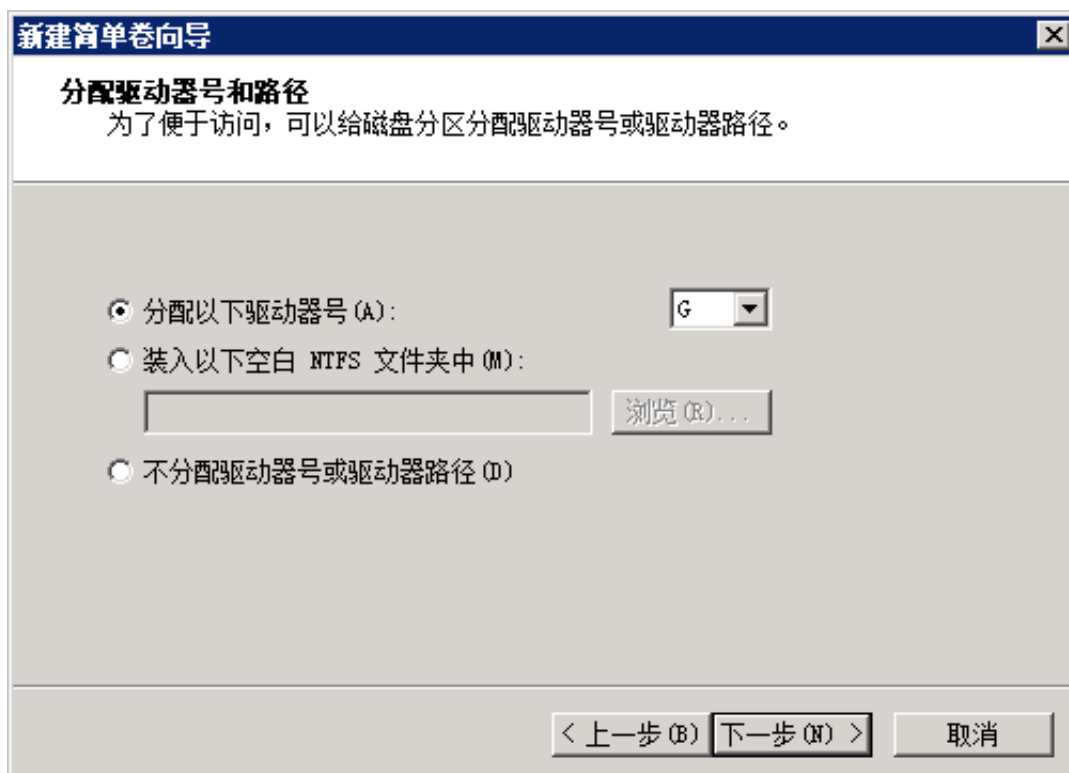 新建简单卷向导
分配驱动器号和路径
为了便于访问，可以给磁盘分区分配驱动器号或驱动器路径。
分配以下驱动器号(A): G
装入以下空白 NTFS 文件夹中(M):
浏览(R)...
不分配驱动器号或驱动器路径(D)
< 上一步(B) 下一步(N) > 取消